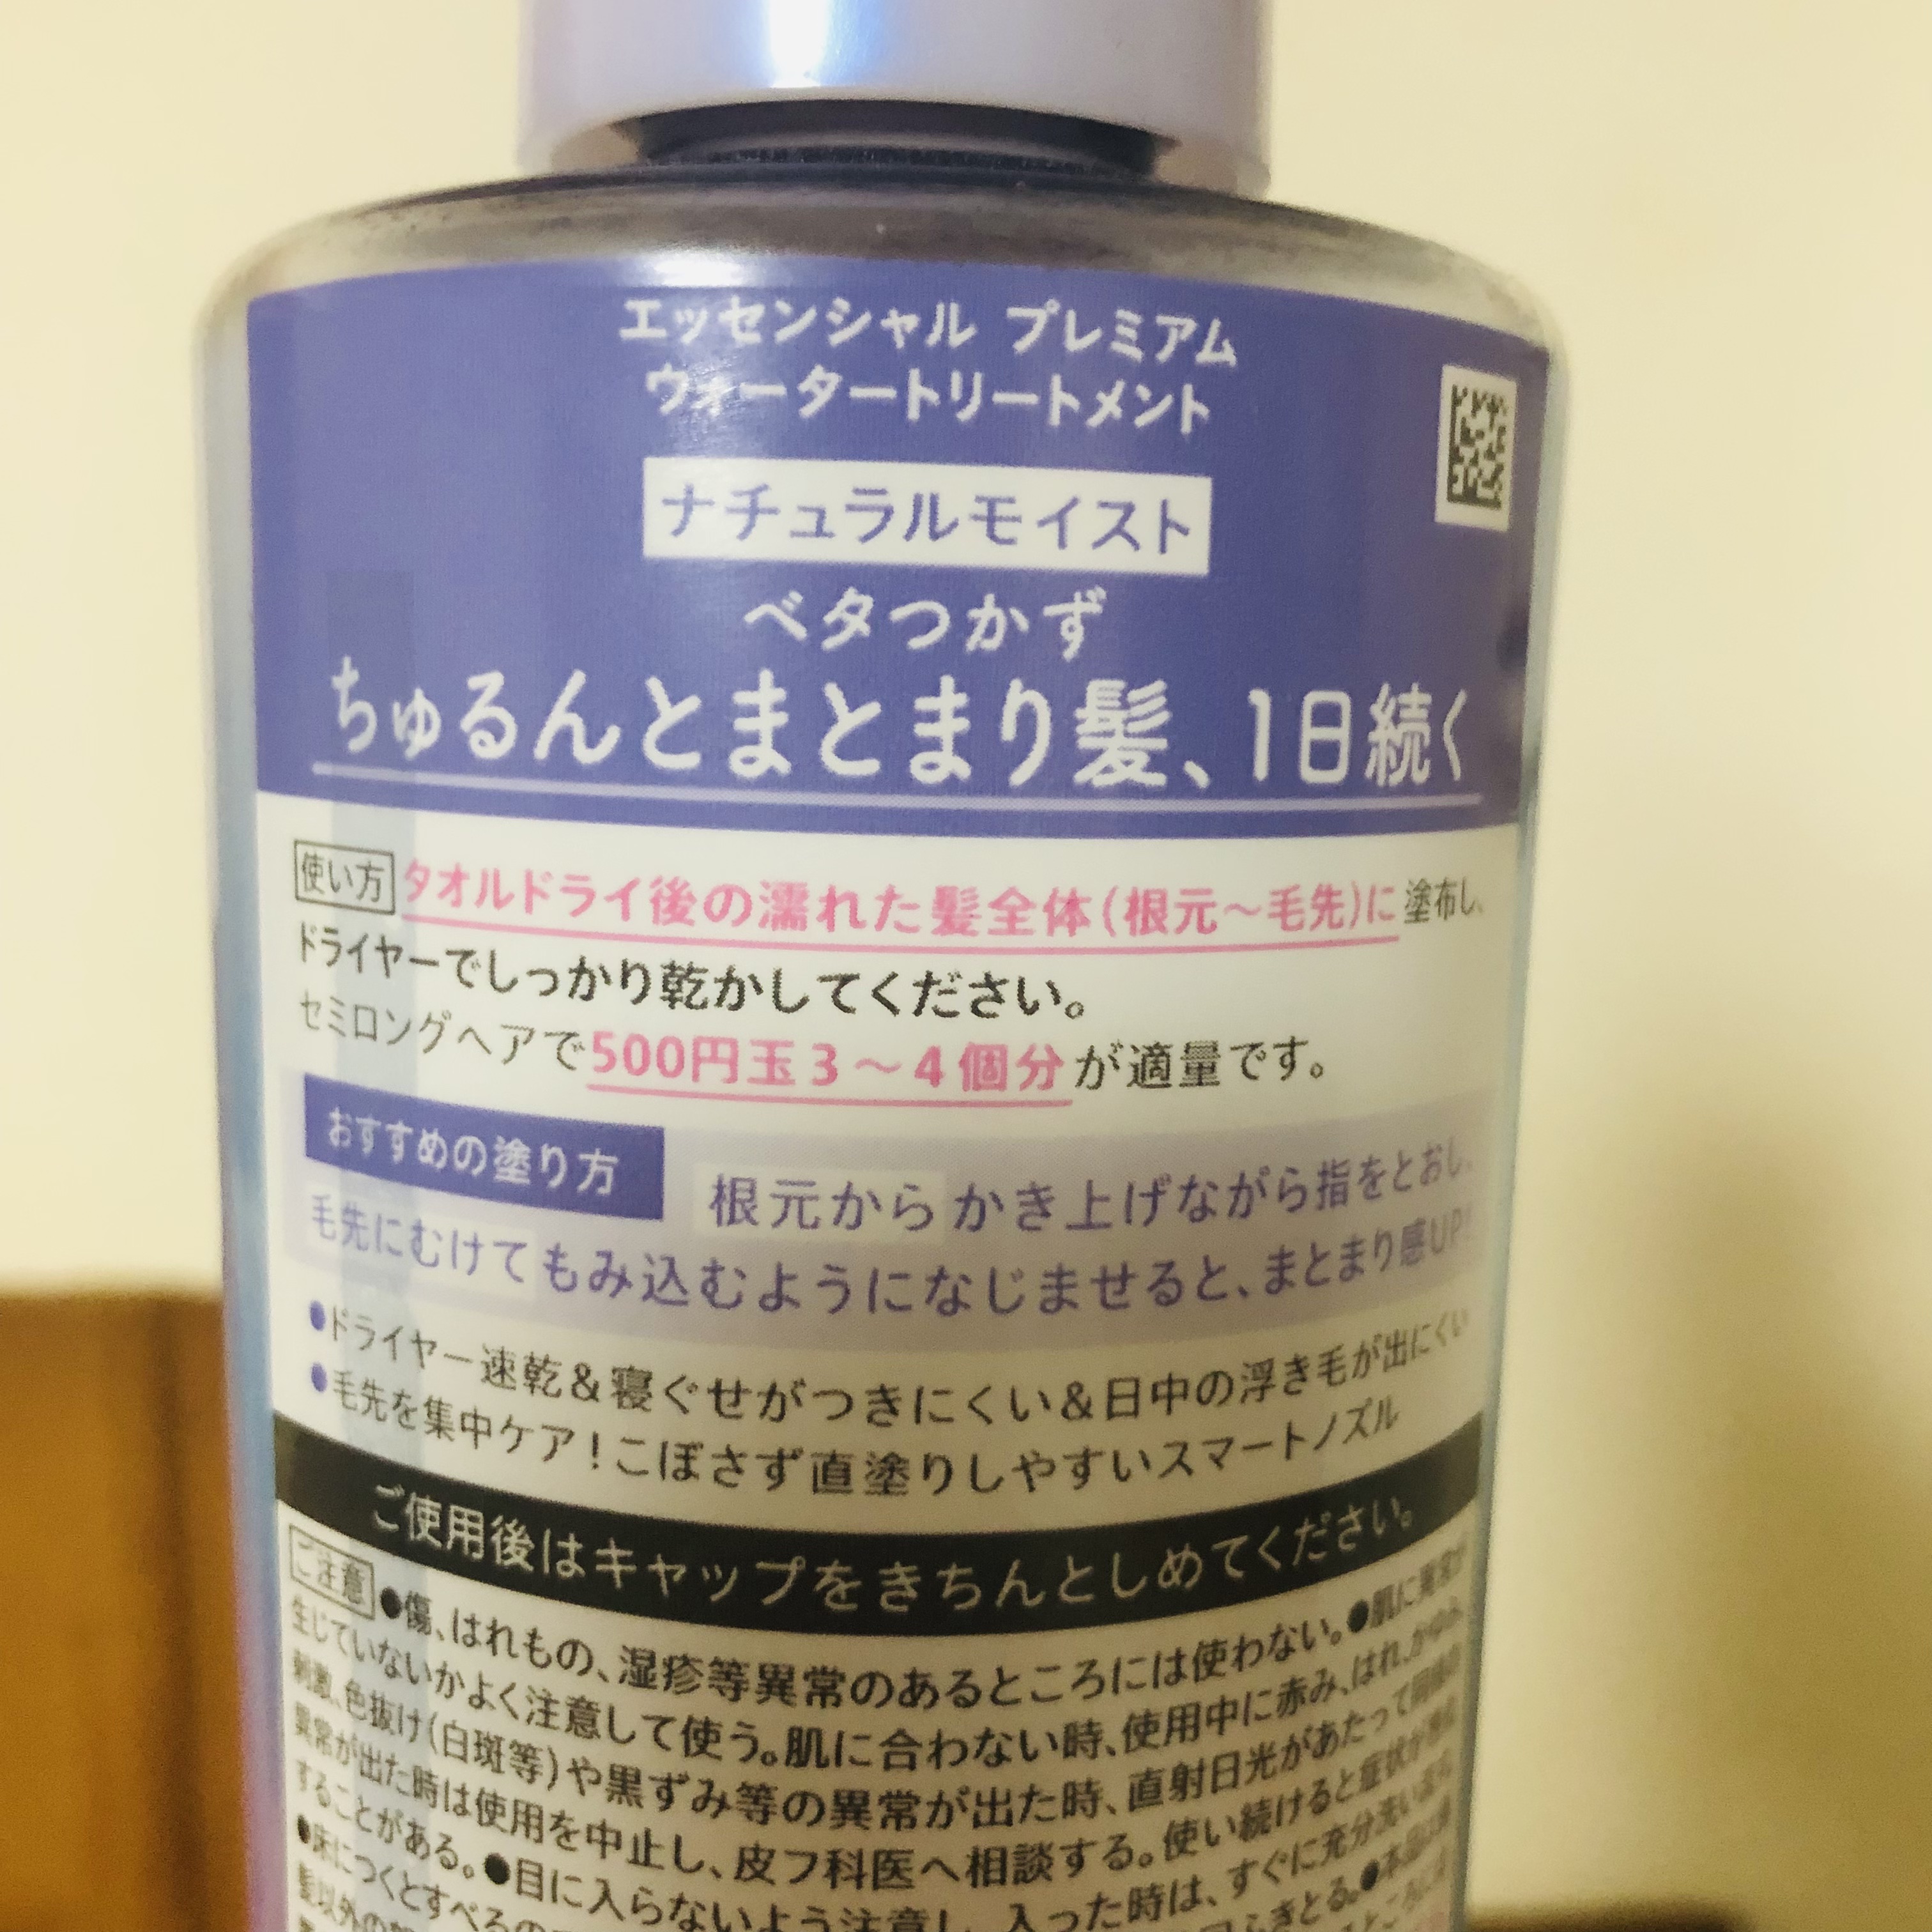 エッセンシャル プレミアム
ウォータートリートメント
ナチュラルモイスト
ベタつかず
ちゅるんとまとまり髪、1日続く
使い方 タオルドライ後の濡れた髪全体(根元～毛先)に塗布し、
ドライヤーでしっかり乾かしてください。
セミロングヘアで500円玉3～4個分が適量です。
おすすめの塗り方 根元からかき上げながら指をとおし、
毛先にむけてもみ込むようになじませると、まとまり感UP!
●ドライヤー速乾&寝ぐせがつきにくい&日中の浮き毛が出にくい
●毛先を集中ケア!こぼさず直塗りしやすいスマートノズル
ご使用後はキャップをきちんとしめてください。
ご注意 ●傷、はれもの、湿疹等異常のあるところには使わない。●肌に異常が
生じていないかよく注意して使う。肌に合わない時、使用中に赤み、はれ、かゆみ、
刺激、色抜け(白斑等)や黒ずみ等の異常が出た時、直射日光があたって同様の
異常が出た時は使用を中止し、皮フ科医へ相談する。使い続けると症状が悪化
することがある。●目に入らないよう注意し、入った時は、すぐに充分洗い流す。
●床につくとすべるの
髪以外の